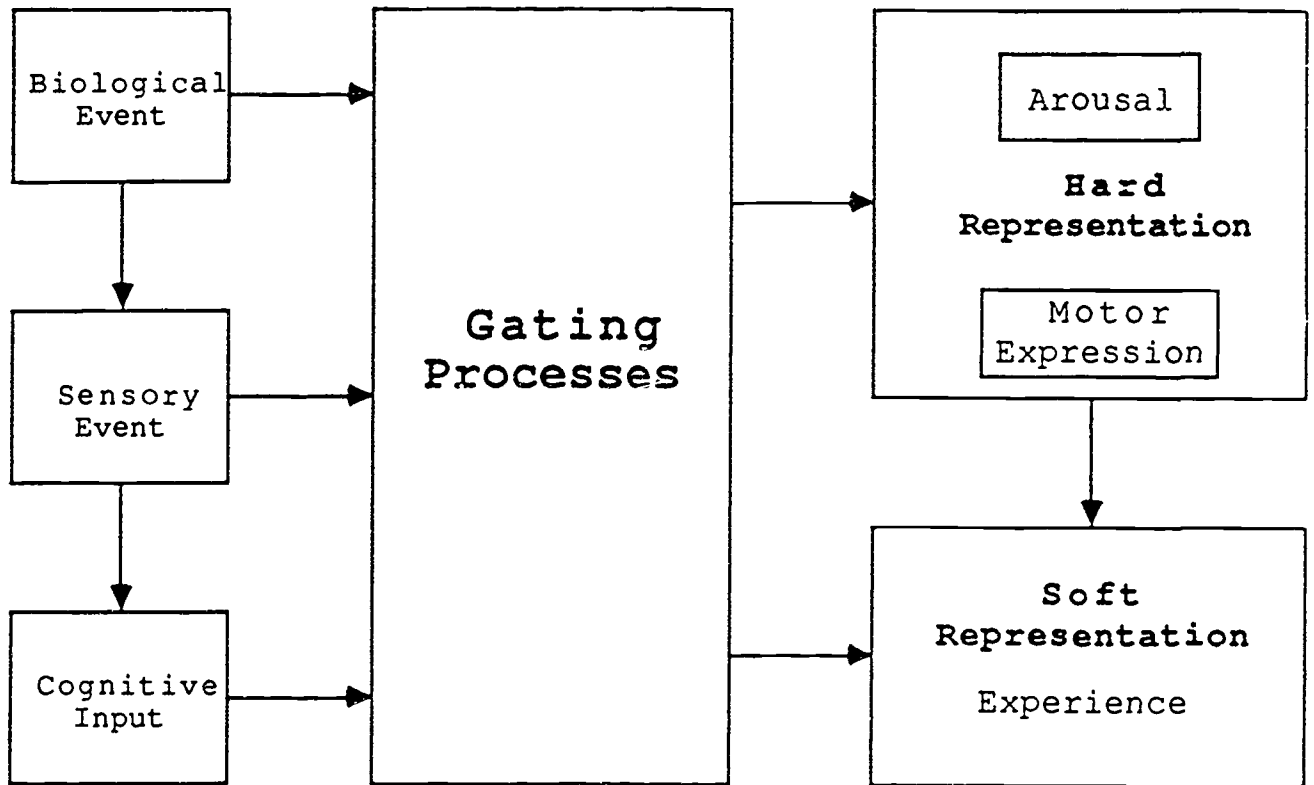 Biological
Event
Sensory
Event
Cognitive
Input
Gating
Processes
Arousal
Hard
Representation
Motor
Expression
Soft
Representation
Experience